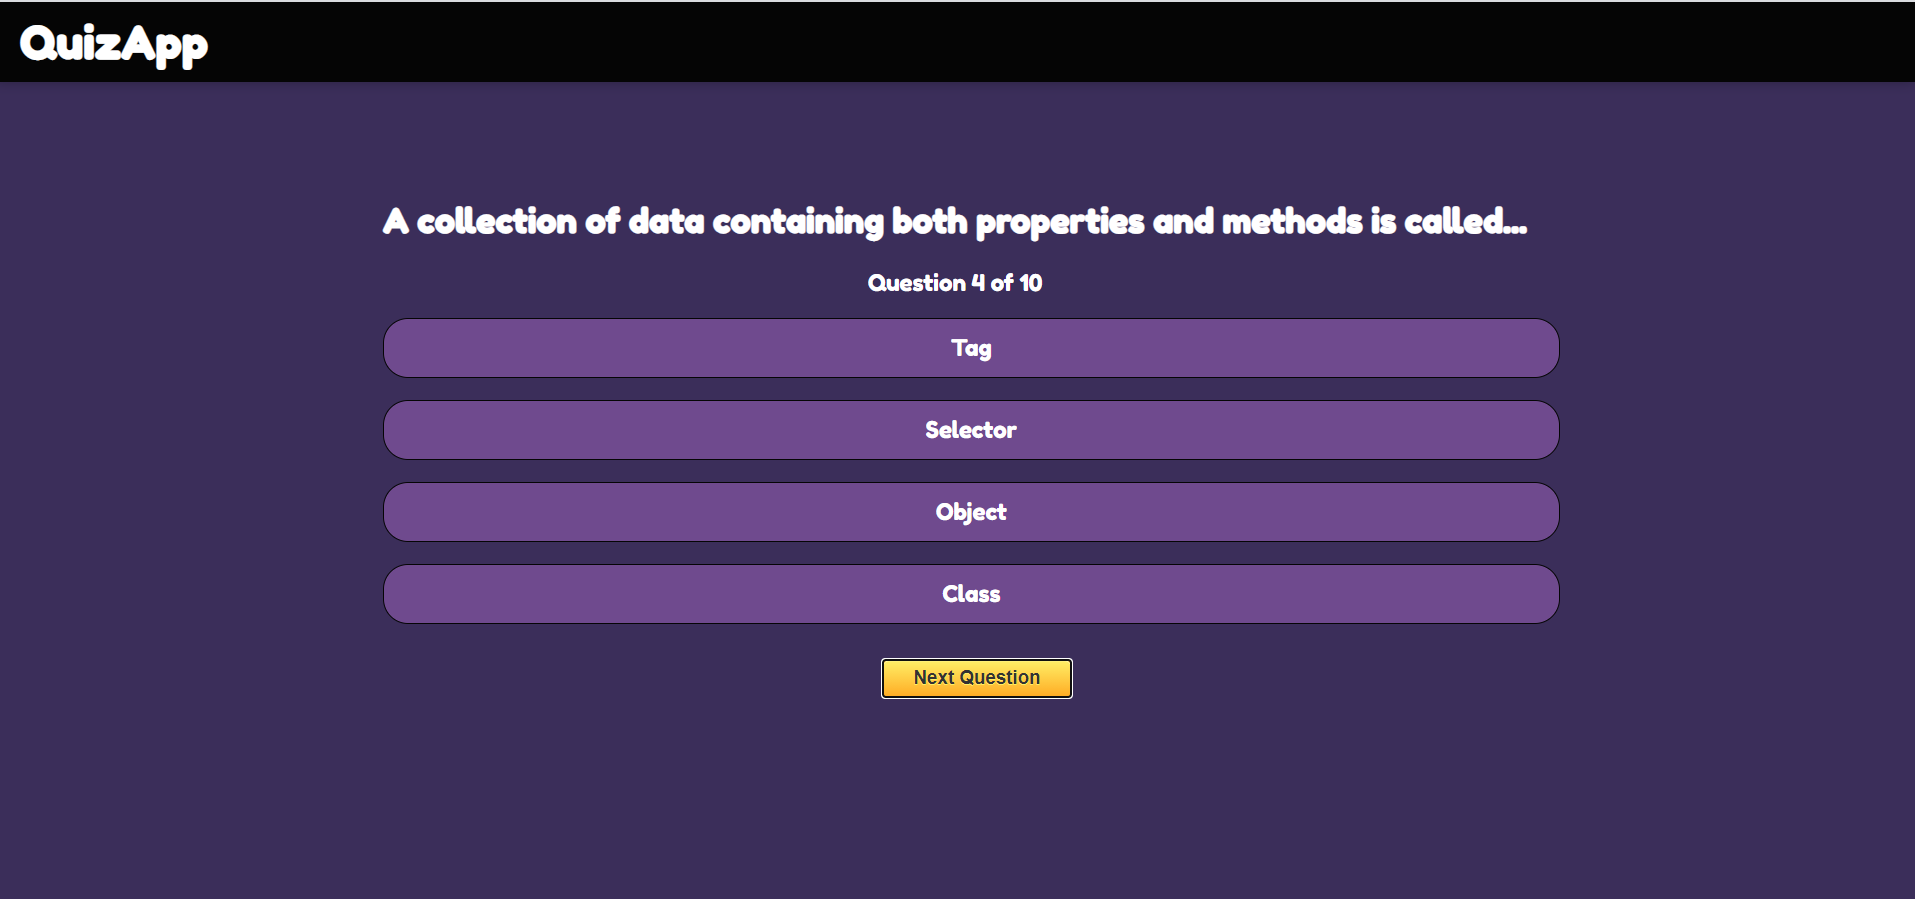 QuizApp
A collection of data containing both properties and methods is called...
Question 4 of 10
Tag
Selector
Object
Class
Next Question